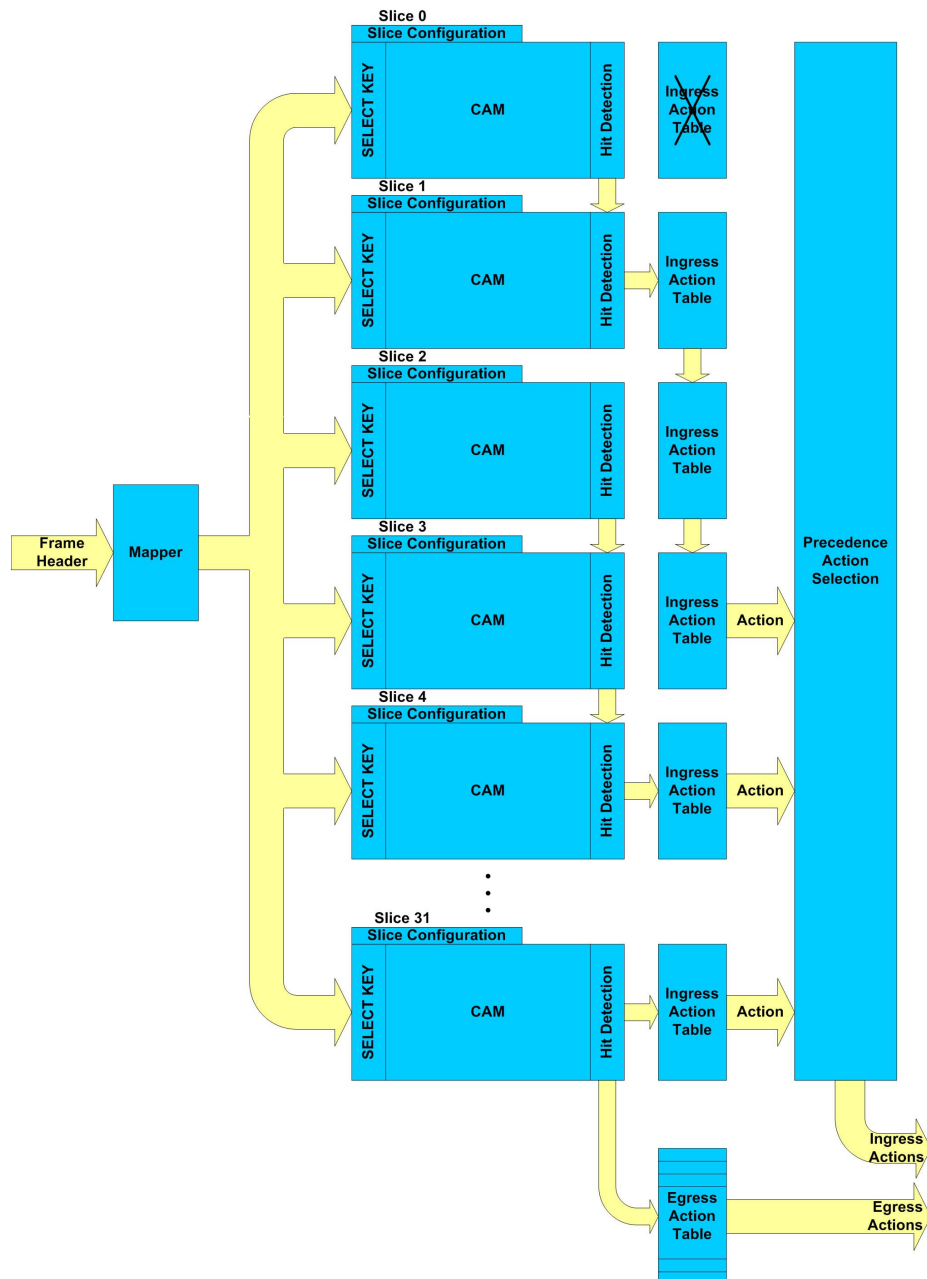 Slice 0
Slice Configuration
SELECT KEY
CAM
Hit Detection
Ingress
Action
Table
Slice 1
Slice Configuration
SELECT KEY
CAM
Hit Detection
Ingress
Action
Table
Slice 2
Slice Configuration
SELECT KEY
CAM
Hit Detection
Ingress
Action
Table
Frame
Header
Mapper
Slice 3
Slice Configuration
SELECT KEY
CAM
Hit Detection
Ingress
Action
Table
Action
Precedence
Action
Selection
Slice 4
Slice Configuration
SELECT KEY
CAM
Hit Detection
Ingress
Action
Table
Action
Slice 31
Slice Configuration
SELECT KEY
CAM
Hit Detection
Ingress
Action
Table
Action
Ingress
Actions
Egress
Action
Table
Egress
Actions